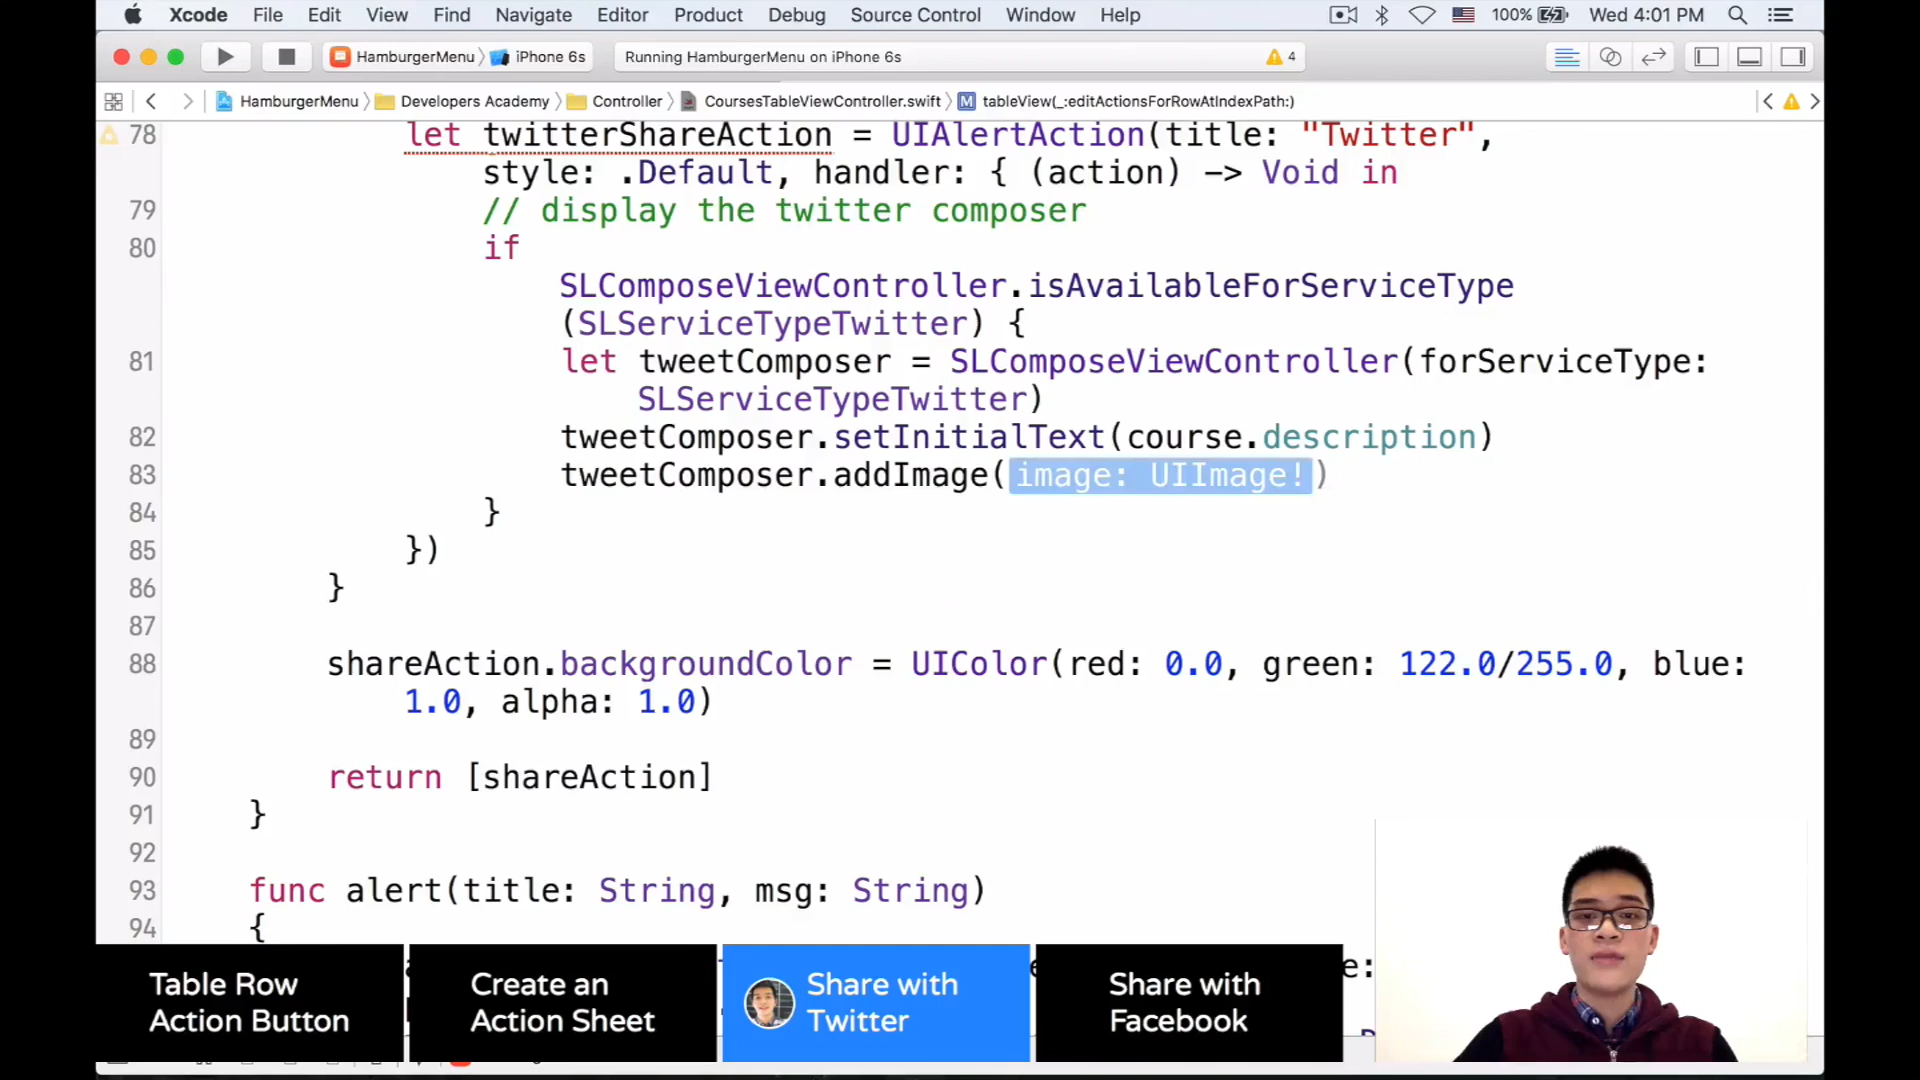 Xcode File Edit View Find Navigate Editor Product Debug Source Control Window Help 100% Wed 4:01 PM
HamburgerMenu iPhone 6s Running HamburgerMenu on iPhone 6s 4
HamburgerMenu Developers Academy Controller CoursesTableViewController.swift M tableView(_:editActionsForRowAtIndexPath:)
78 let twitterShareAction = UIAlertAction(title: "Twitter",
style: .Default, handler: { (action) -> Void in
79 // display the twitter composer
80 if
SLComposeViewController.isAvailableForServiceType
(SLServiceTypeTwitter) {
81 let tweetComposer = SLComposeViewController(forServiceType:
SLServiceTypeTwitter)
82 tweetComposer.setInitialText(course.description)
83 tweetComposer.addImage(image: UIImage!)
84 }
85 })
86 }
87
88 shareAction.backgroundColor = UIColor(red: 0.0, green: 122.0/255.0, blue:
1.0, alpha: 1.0)
89
90 return [shareAction]
91 }
92
93 func alert(title: String, msg: String)
94 {
Table Row
Action Button
Create an
Action Sheet
Share with
Twitter
Share with
Facebook